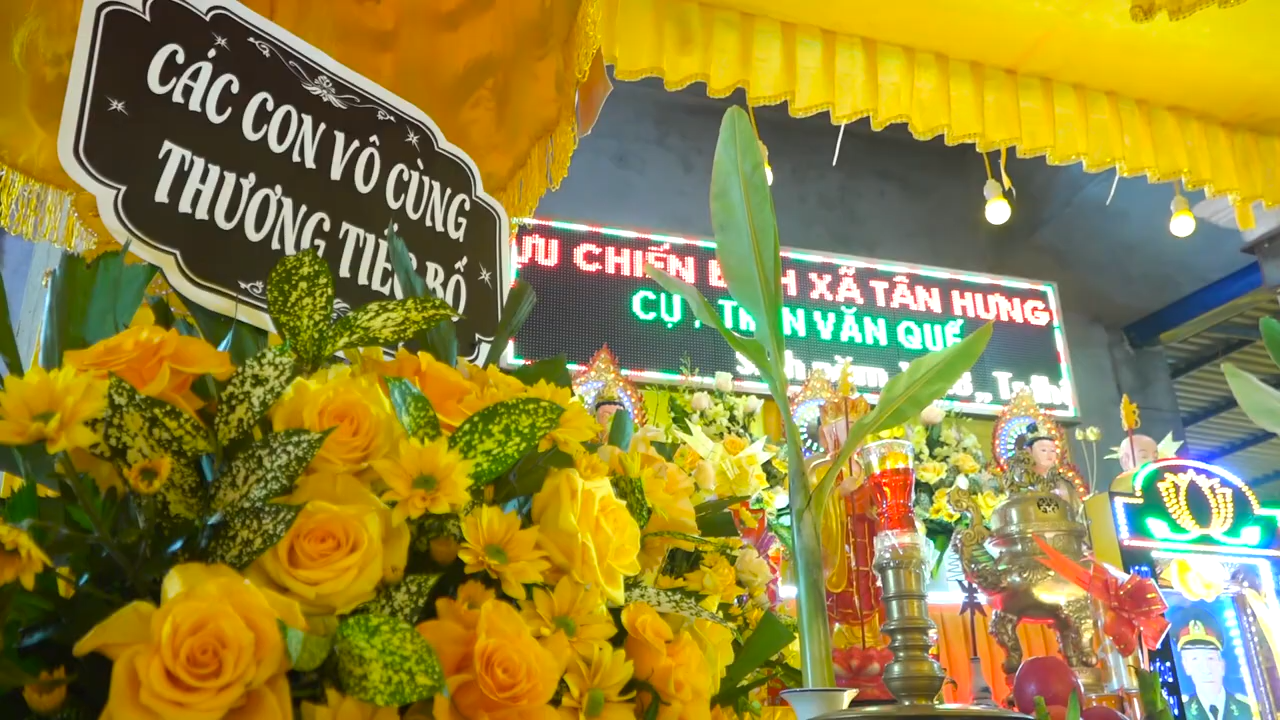 CÁC CON VÔ CÙNG
THƯƠNG TIẾC BỐ
ỰU CHIẾN BINH XÃ TÂN HƯNG
CỤ: TRẦN VĂN QUẾ